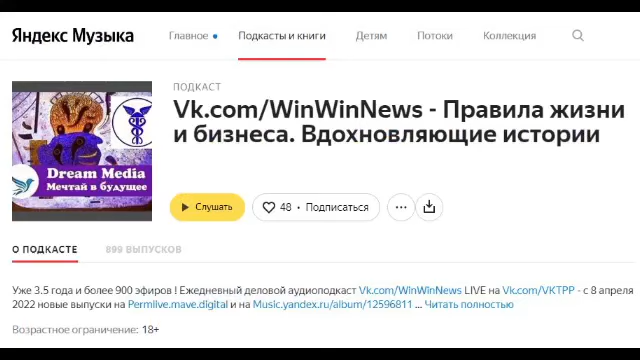 Яндекс Музыка
Главное
Подкасты и книги
Детям
Потоки
Коллекция
Dream Media
Мечтай в будущее
ПОДКАСТ
Vk.com/WinWinNews - Правила жизни
и бизнеса. Вдохновляющие истории
Слушать
48 • Подписаться
О ПОДКАСТЕ
899 ВЫПУСКОВ
Уже 3.5 года и более 900 эфиров ! Ежедневный деловой аудиоподкаст Vk.com/WinWinNews LIVE на Vk.com/VKTPP - с 8 апреля
2022 новые выпуски на Permlive.mave.digital и на Music.yandex.ru/album/12596811 ... Читать полностью
Возрастное ограничение: 18+